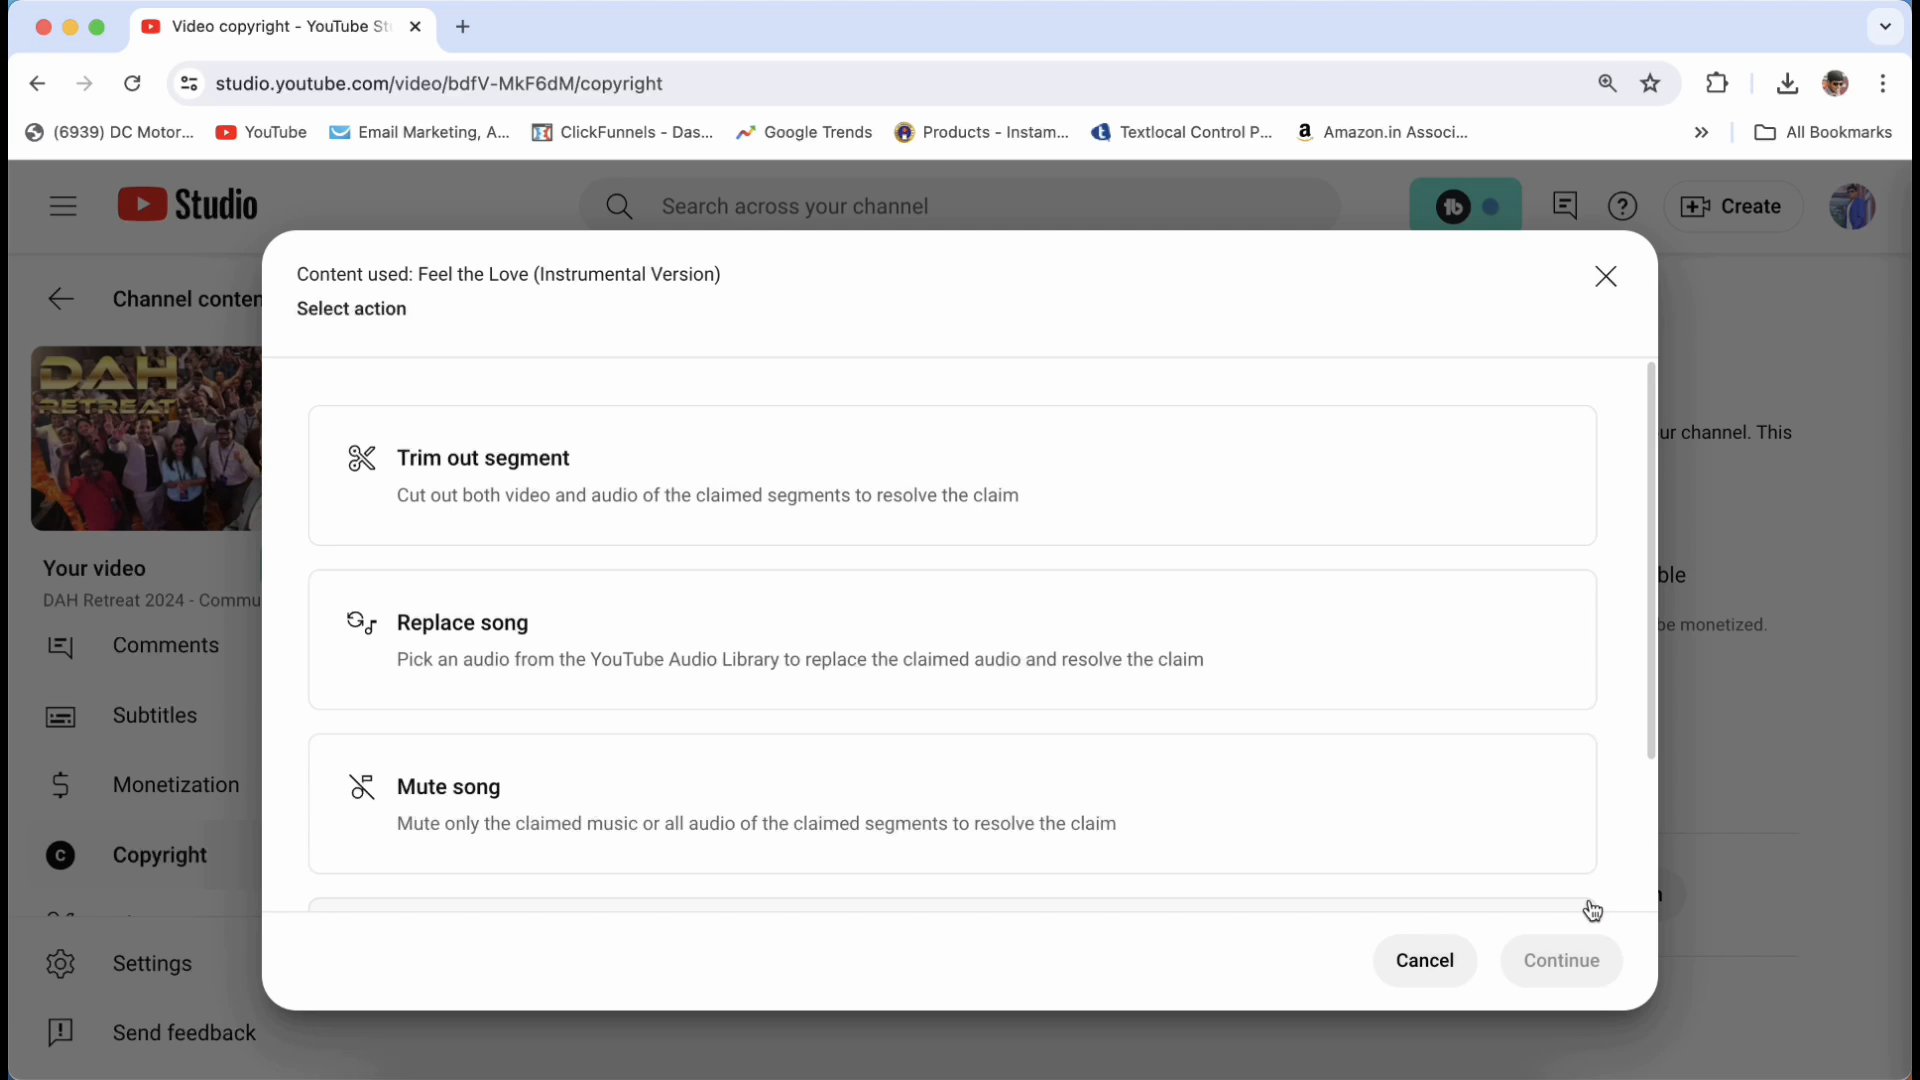 Video copyright - YouTube St
studio.youtube.com/video/bdfV-MkF6dM/copyright
(6939) DC Motor...
YouTube
Email Marketing, A...
ClickFunnels - Das...
Google Trends
Products - Instam...
Textlocal Control P...
Amazon.in Associ...
All Bookmarks
Studio
Search across your channel
Create
Channel conten
DAH
RETREAT
Your video
DAH Retreat 2024 - Commu
Comments
Subtitles
Monetization
Copyright
Settings
Send feedback
Content used: Feel the Love (Instrumental Version)
Select action
Trim out segment
Cut out both video and audio of the claimed segments to resolve the claim
Replace song
Pick an audio from the YouTube Audio Library to replace the claimed audio and resolve the claim
Mute song
Mute only the claimed music or all audio of the claimed segments to resolve the claim
Cancel
Continue
ur channel. This
ble
be monetized.